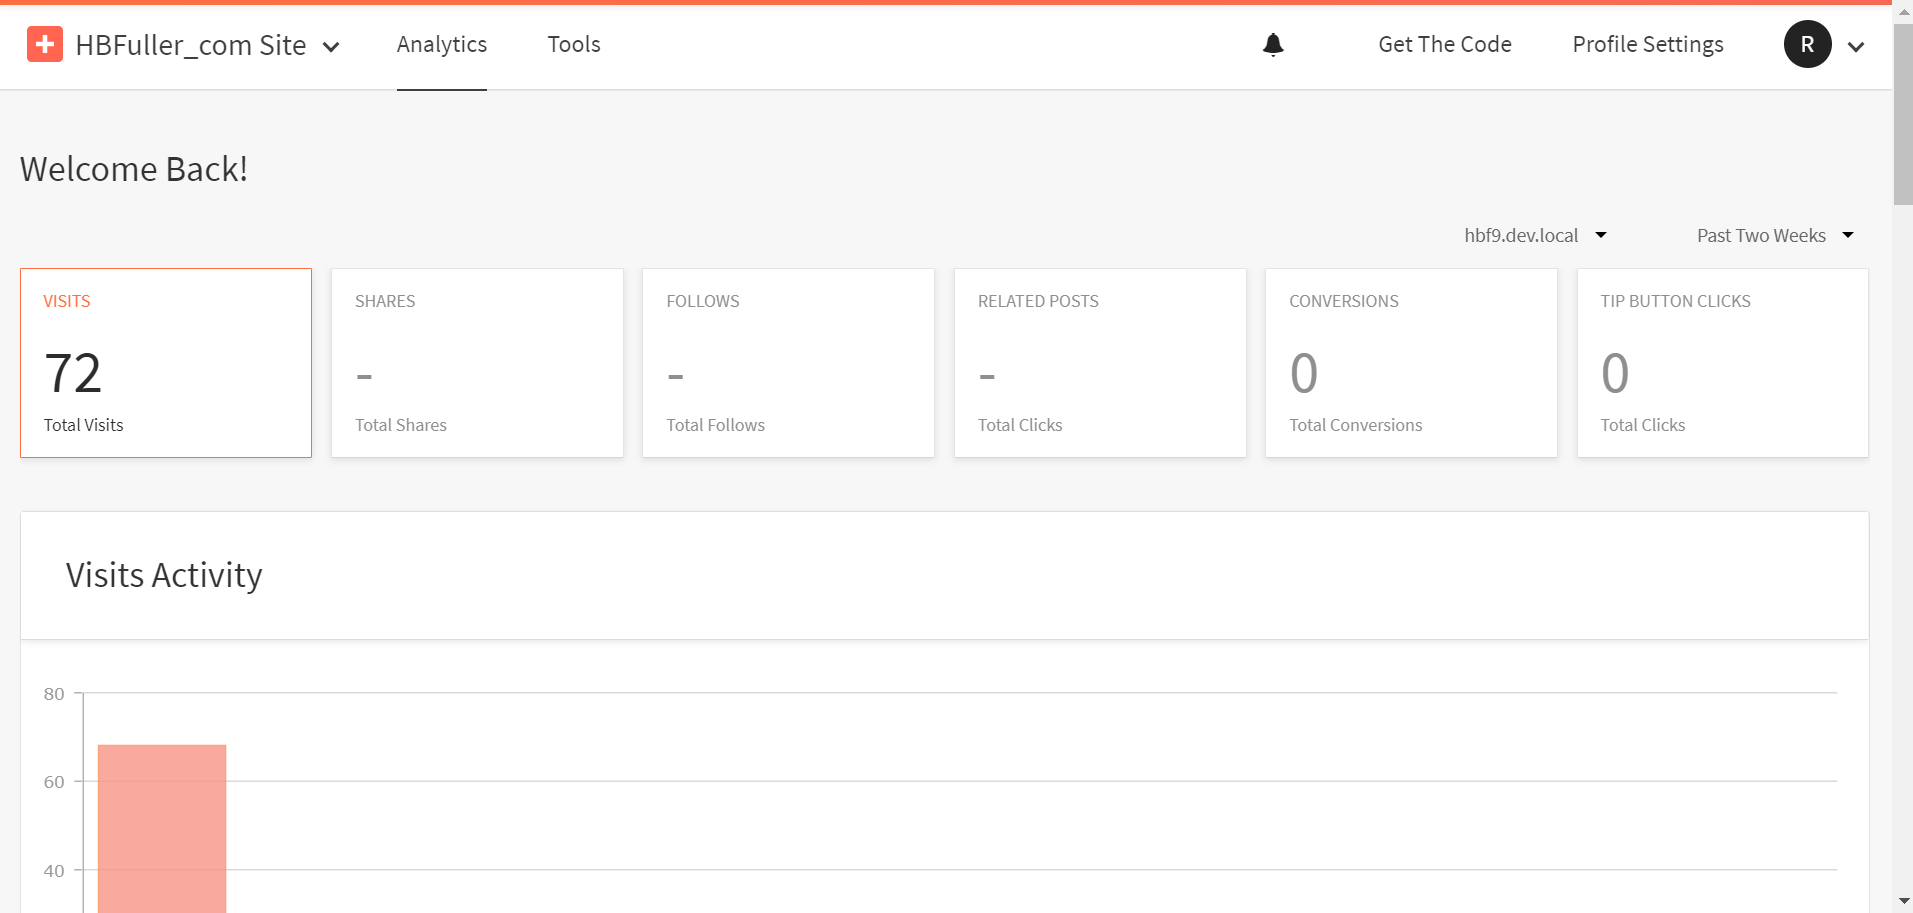 HBFuller_com Site
Analytics
Tools
Get The Code
Profile Settings
R
Welcome Back!
hbf9.dev.local
Past Two Weeks
VISITS
72
Total Visits
SHARES
-
Total Shares
FOLLOWS
-
Total Follows
RELATED POSTS
-
Total Clicks
CONVERSIONS
0
Total Conversions
TIP BUTTON CLICKS
0
Total Clicks
Visits Activity
80
60
40